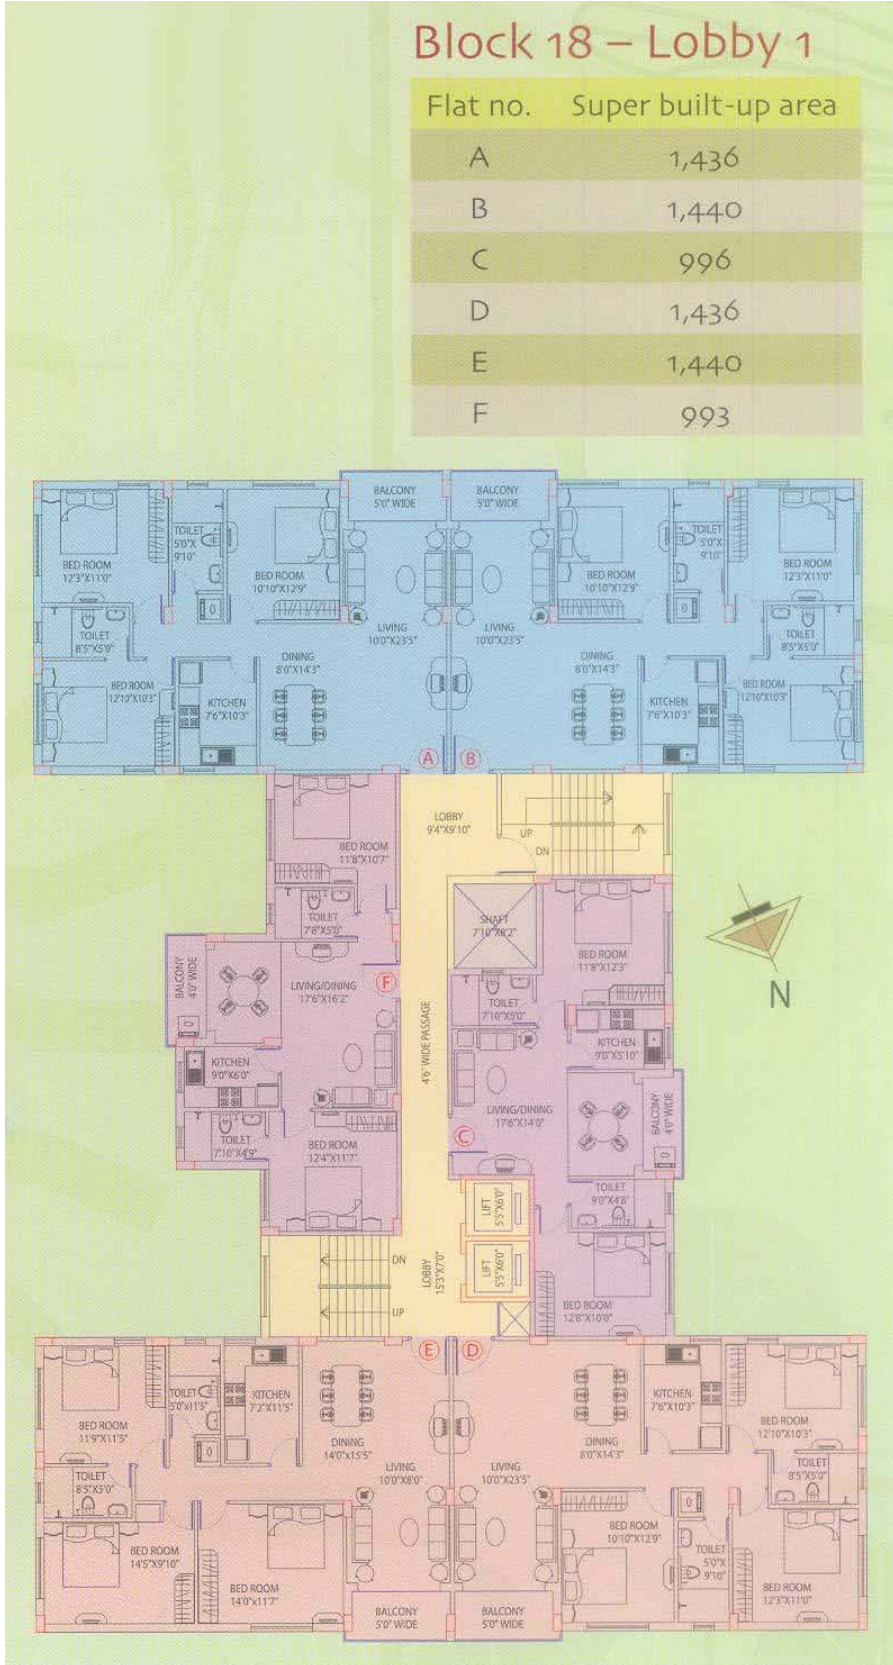 Block 18 – Lobby 1
Flat no. Super built-up area
A 1,436
B 1,440
C 996
D 1,436
E 1,440
F 993
BALCONY
5'0" WIDE
BALCONY
5'0" WIDE
BED ROOM
12'3"X11'0"
TOILET
5'0"X
9'10"
BED ROOM
10'10"X12'9"
LIVING
10'0"X23'5"
LIVING
10'0"X23'5"
BED ROOM
10'10"X12'9"
TOILET
5'0"X
9'10"
BED ROOM
12'3"X11'0"
TOILET
8'5"X5'0"
DINING
8'0"X14'3"
DINING
8'0"X14'3"
TOILET
8'5"X5'0"
BED ROOM
12'10"X10'3"
KITCHEN
7'6"X10'3"
KITCHEN
7'6"X10'3"
BED ROOM
12'10"X10'3"
A
B
LOBBY
9'4"X9'10"
UP
DN
BED ROOM
11'8"X10'7"
TOILET
7'8"X5'0"
SHAFT
7'10"X8'2"
BED ROOM
11'8"X12'3"
N
BALCONY
4'0" WIDE
LIVING/DINING
17'6"X16'2"
F
TOILET
7'10"X5'0"
4'6" WIDE PASSAGE
KITCHEN
9'0"X6'0"
KITCHEN
9'0"X5'10"
LIVING/DINING
17'6"X14'0"
BALCONY
4'0" WIDE
C
TOILET
7'10"X4'9"
BED ROOM
12'4"X11'7"
LIFT
5'5"X6'0"
TOILET
9'0"X4'8"
DN
LOBBY
15'3"X7'0"
LIFT
5'5"X6'0"
UP
BED ROOM
12'8"X10'0"
E
D
BED ROOM
11'9"X11'5"
TOILET
5'0"x11'5"
KITCHEN
7'2"X11'5"
DINING
14'0"x15'5"
DINING
8'0"X14'3"
KITCHEN
7'6"X10'3"
BED ROOM
12'10"X10'3"
TOILET
8'5"X5'0"
LIVING
10'0"X8'0"
LIVING
10'0"X23'5"
TOILET
8'5"X5'0"
BED ROOM
14'5"X9'10"
BED ROOM
14'0"x11'7"
BED ROOM
10'10"X12'9"
TOILET
5'0"X
9'10"
BED ROOM
12'3"X11'0"
BALCONY
5'0" WIDE
BALCONY
5'0" WIDE